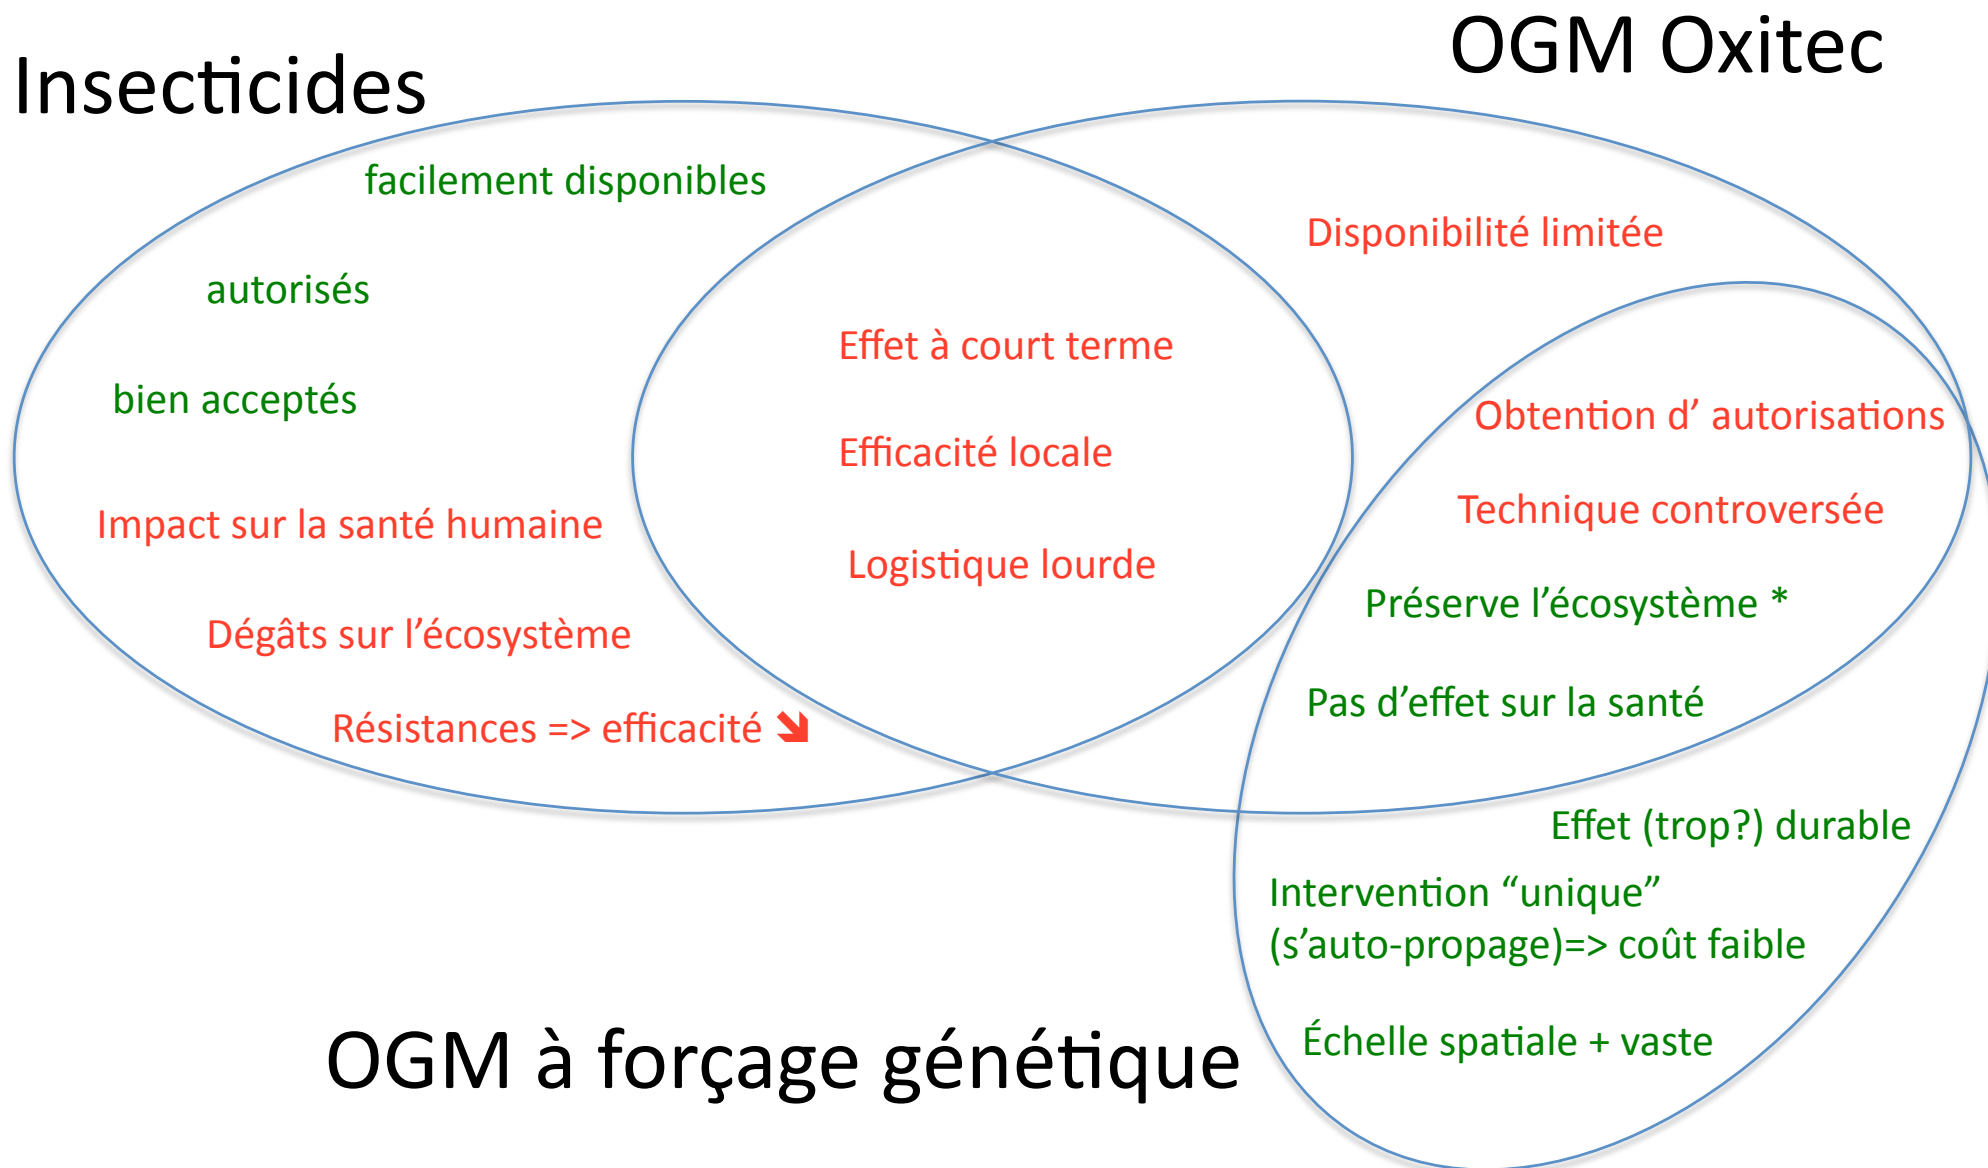 Insecticides
OGM Oxitec
facilement disponibles
autorisés
bien acceptés
Impact sur la santé humaine
Dégâts sur l’écosystème
Résistances => efficacité ➘
Effet à court terme
Efficacité locale
Logistique lourde
Disponibilité limitée
Obtention d’ autorisations
Technique controversée
Préserve l’écosystème *
Pas d’effet sur la santé
Effet (trop?) durable
Intervention “unique”
(s’auto-propage)=> coût faible
Échelle spatiale + vaste
OGM à forçage génétique